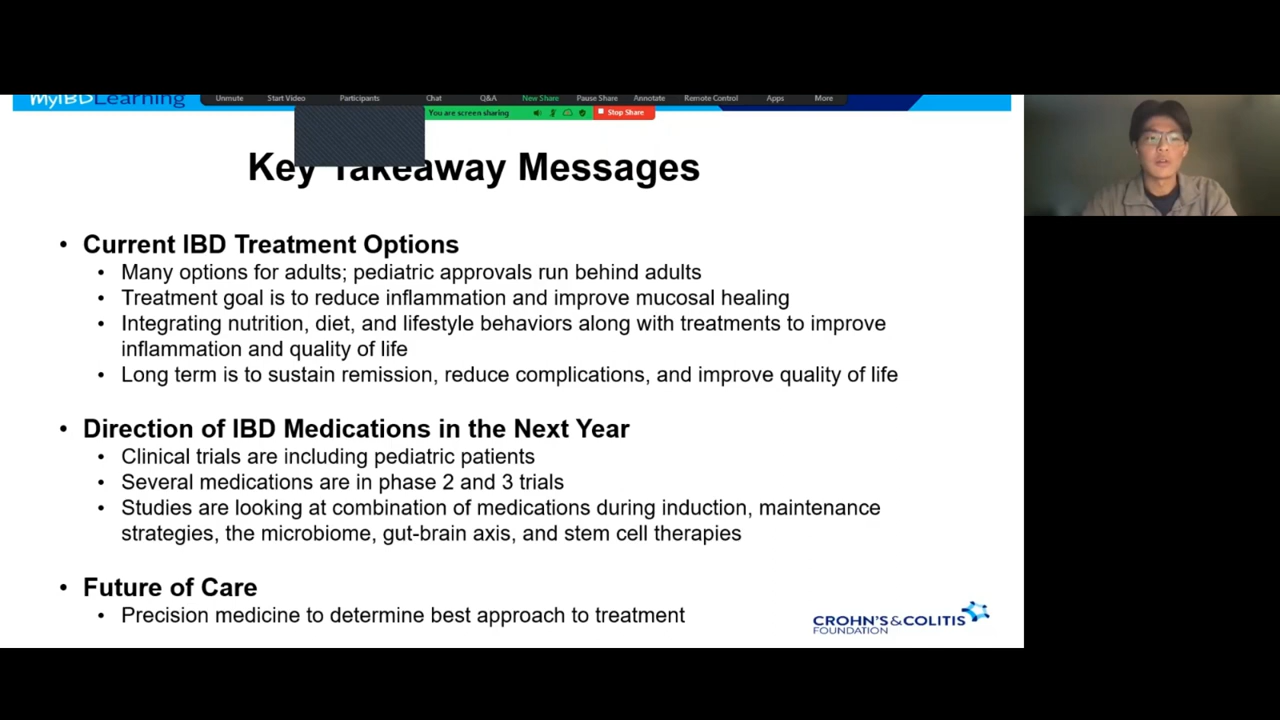 MyIBD Learning
Unmute Start Video Participants Chat Q&A New Share Pause Share Annotate Remote Control Apps More
You are screen sharing Stop Share
Key Takeaway Messages
• Current IBD Treatment Options
• Many options for adults; pediatric approvals run behind adults
• Treatment goal is to reduce inflammation and improve mucosal healing
• Integrating nutrition, diet, and lifestyle behaviors along with treatments to improve
inflammation and quality of life
• Long term is to sustain remission, reduce complications, and improve quality of life
• Direction of IBD Medications in the Next Year
• Clinical trials are including pediatric patients
• Several medications are in phase 2 and 3 trials
• Studies are looking at combination of medications during induction, maintenance
strategies, the microbiome, gut-brain axis, and stem cell therapies
• Future of Care
• Precision medicine to determine best approach to treatment
CROHN'S & COLITIS
FOUNDATION